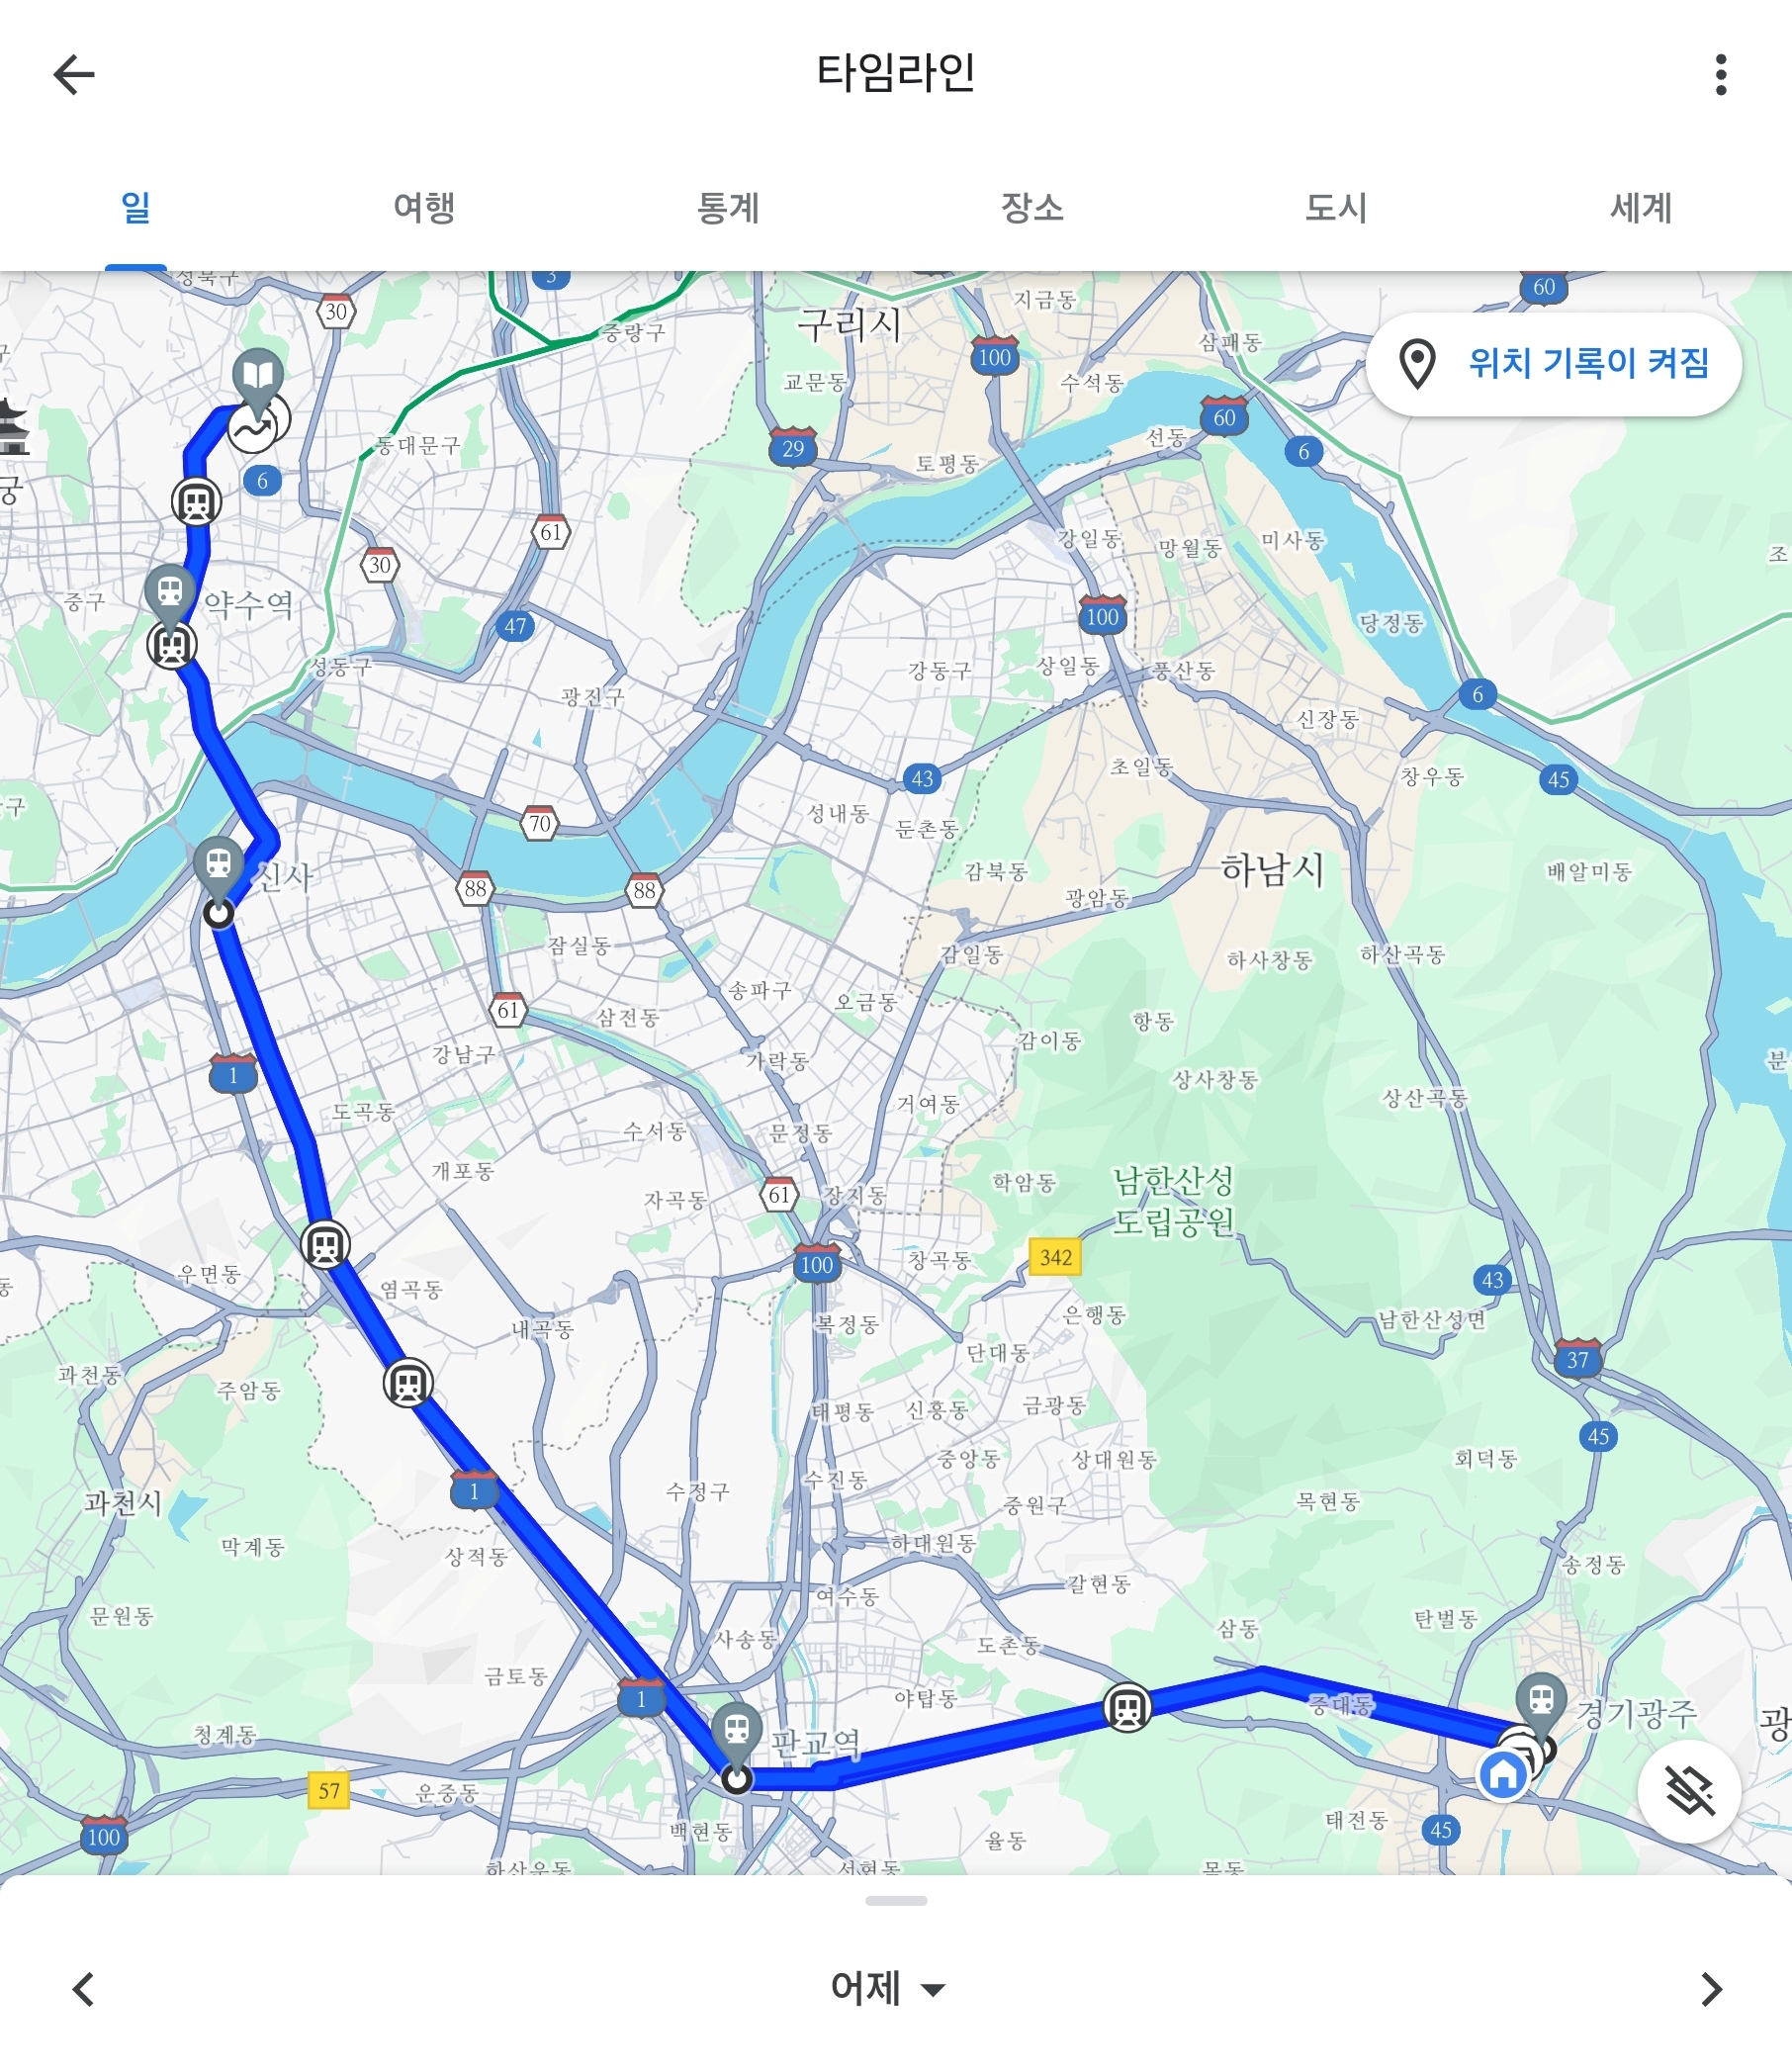 타임라인
일
여행
통계
장소
도시
세계
성북구
30
3
중랑구
구리시
지금동
100
60
삼패동
위치 기록이 켜짐
교문동
수석동
29
60
6
선동
토평동
동대문구
6
궁
61
30
강일동
망월동
미사동
조
중구
약수역
47
100
당정동
성동구
광진구
강동구
상일동
풍산동
6
신장동
43
초일동
창우동
45
구
70
성내동
둔촌동
신사
88
88
감북동
광암동
하남시
배알미동
잠실동
감일동
하사창동
하산곡동
송파구
오금동
61
삼전동
강남구
감이동
항동
분
1
가락동
상사창동
도곡동
거여동
상산곡동
수서동
문정동
개포동
자곡동
61
장지동
학암동
남한산성
도립공원
우면동
염곡동
100
창곡동
342
43
동
내곡동
복정동
은행동
남한산성면
과천동
주암동
단대동
37
태평동
신흥동
금광동
45
과천시
1
수정구
수진동
중앙동
상대원동
회덕동
중원구
목현동
막계동
상적동
하대원동
송정동
문원동
여수동
갈현동
사송동
도촌동
삼동
탄벌동
금토동
1
야탑동
중대동
경기광주
광
청계동
판교역
57
운중동
100
백현동
율동
태전동
45
하산운동
서현동
목동
어제